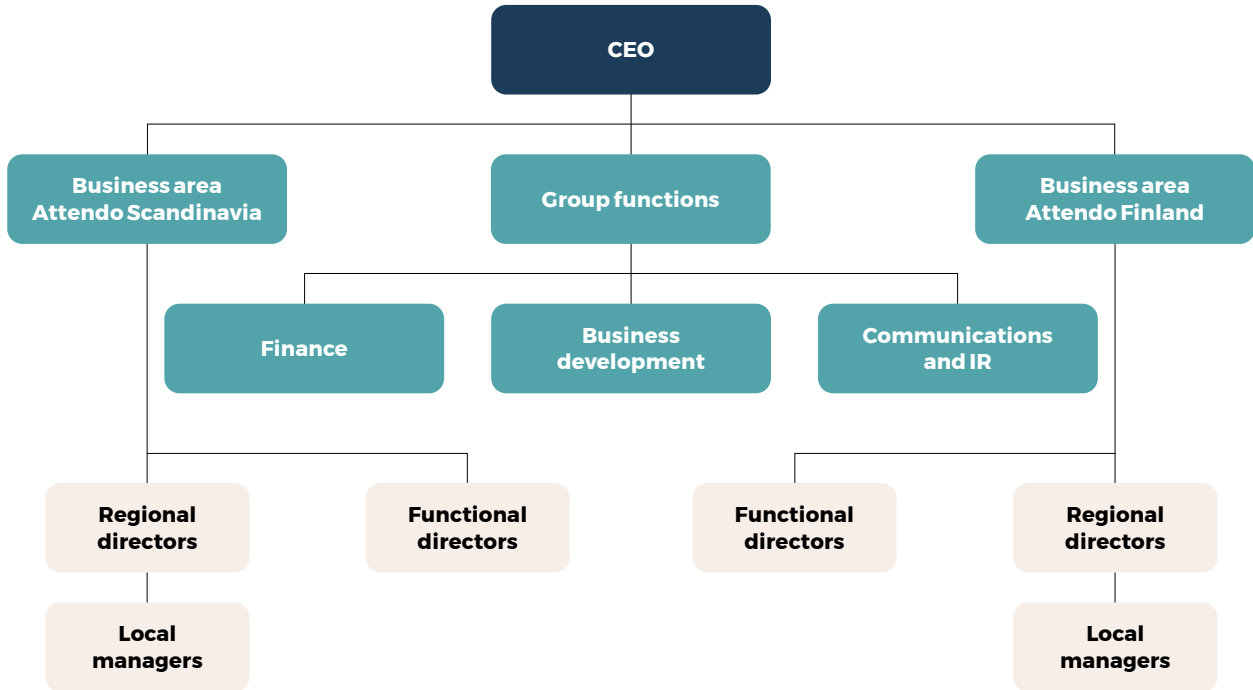 CEO
Business area
Attendo Scandinavia
Group functions
Business area
Attendo Finland
Finance
Business
development
Communications
and IR
Regional
directors
Functional
directors
Functional
directors
Regional
directors
Local
managers
Local
managers